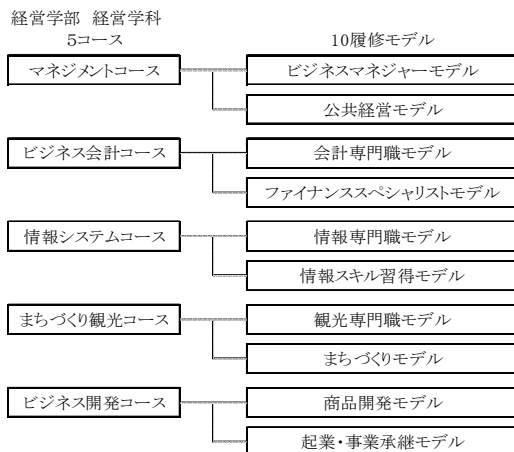 経営学部 経営学科
5コース
10履修モデル
マネジメントコース
ビジネスマネジャーモデル
公共経営モデル
ビジネス会計コース
会計専門職モデル
ファイナンススペシャリストモデル
情報システムコース
情報専門職モデル
情報スキル習得モデル
まちづくり観光コース
観光専門職モデル
まちづくりモデル
ビジネス開発コース
商品開発モデル
起業・事業承継モデル